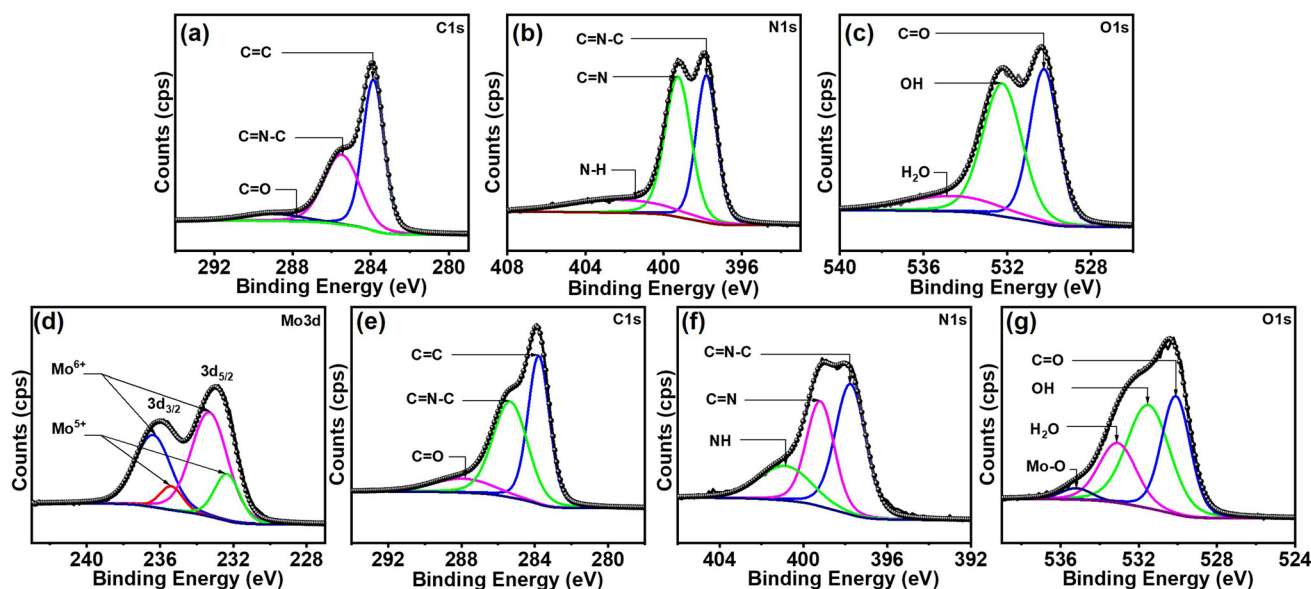 (a)
C1s
C=C
C=N-C
C=O
Counts (cps)
292 288 284 280
Binding Energy (eV)
(b)
N1s
C=N-C
C=N
N-H
Counts (cps)
408 404 400 396
Binding Energy (eV)
(c)
O1s
C=O
OH
H₂O
Counts (cps)
540 536 532 528
Binding Energy (eV)
(d)
Mo3d
Mo⁶⁺
3d₅/₂
3d₃/₂
Mo⁵⁺
Counts (cps)
240 236 232 228
Binding Energy (eV)
(e)
C1s
C=C
C=N-C
C=O
Counts (cps)
292 288 284 280
Binding Energy (eV)
(f)
N1s
C=N-C
C=N
NH
Counts (cps)
404 400 396 392
Binding Energy (eV)
(g)
O1s
C=O
OH
H₂O
Mo-O
Counts (cps)
536 532 528 524
Binding Energy (eV)